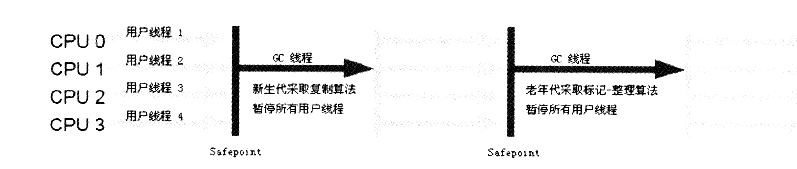 CPU 0 用户线程 1
CPU 1 用户线程 2
CPU 2 用户线程 3
CPU 3 用户线程 4
GC 线程
新生代采取复制算法
暂停所有用户线程
Safepoint
GC 线程
老年代采取标记-整理算法
暂停所有用户线程
Safepoint